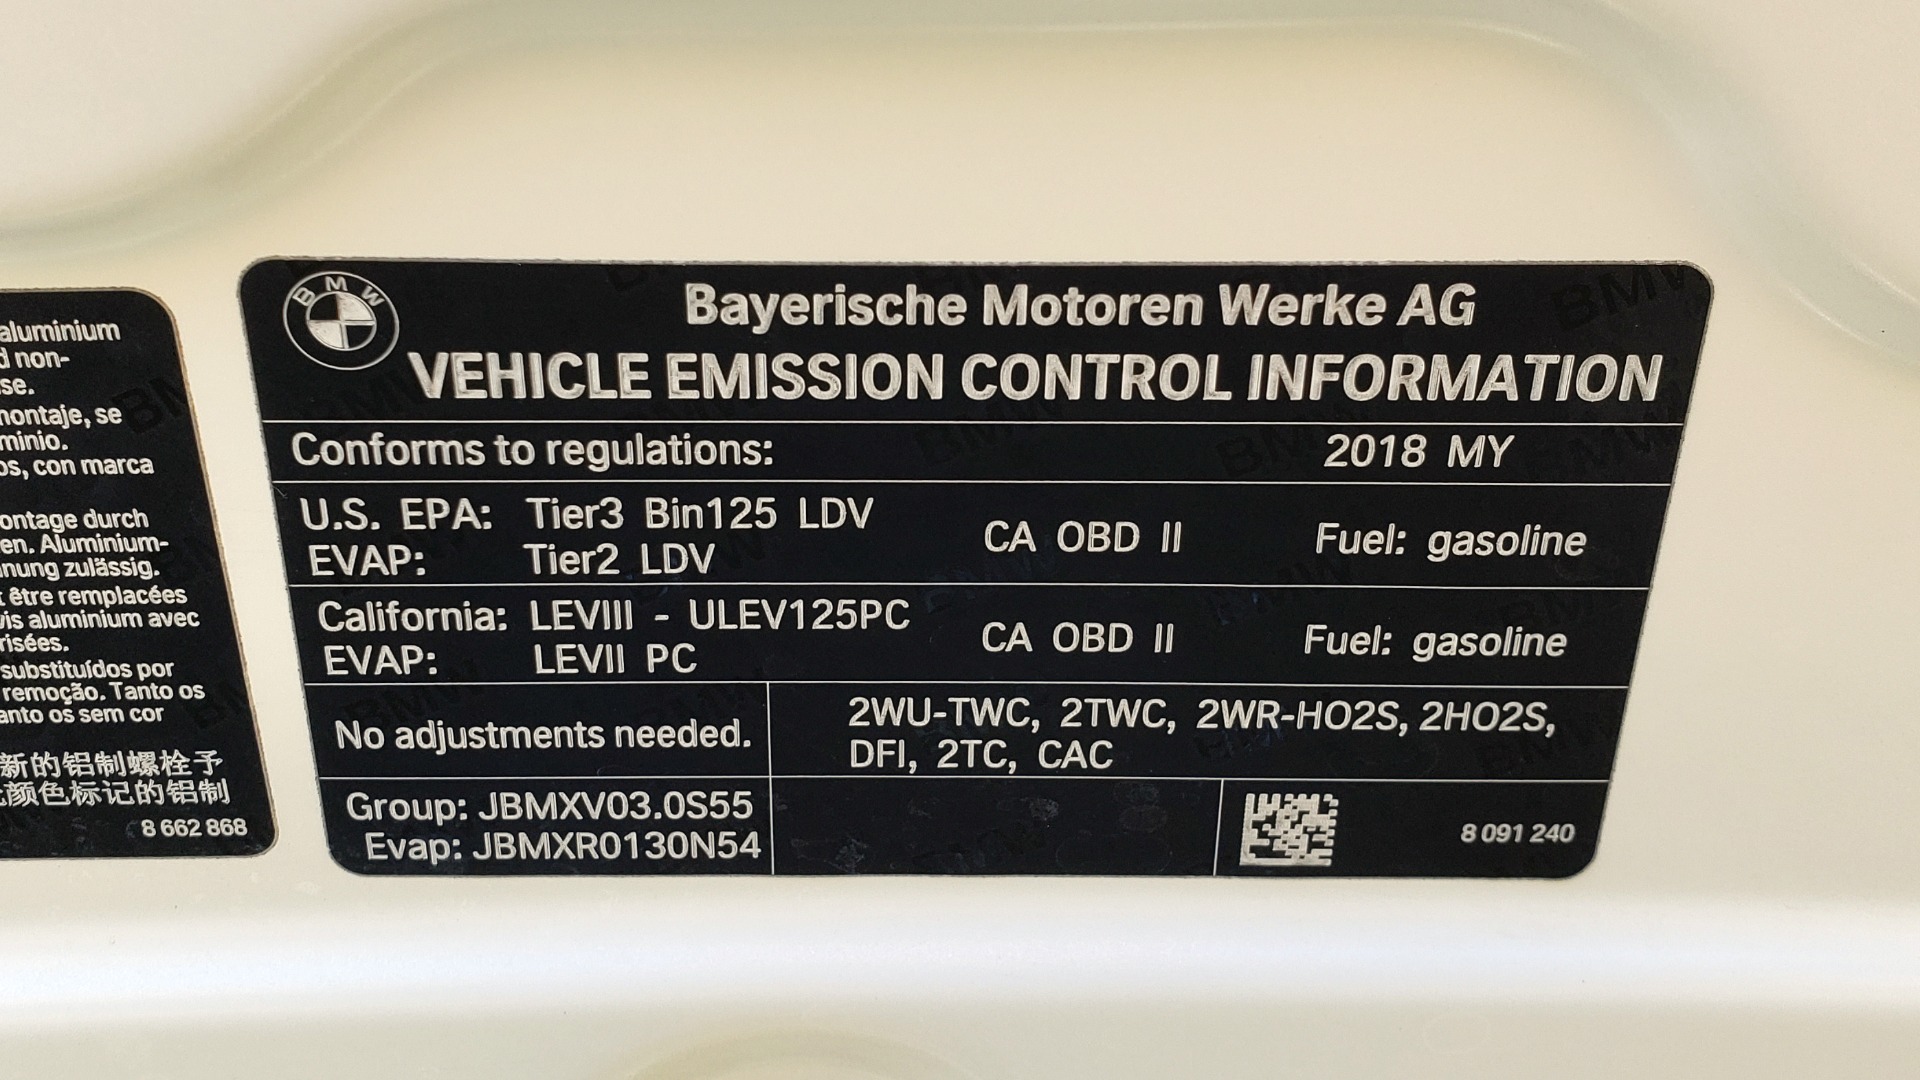 aluminium
d non-
se.
montaje, se
minio.
os, con marca
ontage durch
en. Aluminium-
nung zulässig.
être remplacées
vis aluminium avec
risées.
substituídos por
remoção. Tanto os
anto os sem cor
新的铝制螺栓予
颜色标记的铝制
8 662 868
BMW
Bayerische Motoren Werke AG
VEHICLE EMISSION CONTROL INFORMATION
Conforms to regulations: 2018 MY
U.S. EPA: Tier3 Bin125 LDV
EVAP: Tier2 LDV
CA OBD II
Fuel: gasoline
California: LEVIII - ULEV125PC
EVAP: LEVII PC
CA OBD II
Fuel: gasoline
No adjustments needed.
2WU-TWC, 2TWC, 2WR-HO2S, 2HO2S,
DFI, 2TC, CAC
Group: JBMXV03.0S55
Evap: JBMXR0130N54
8 091 240